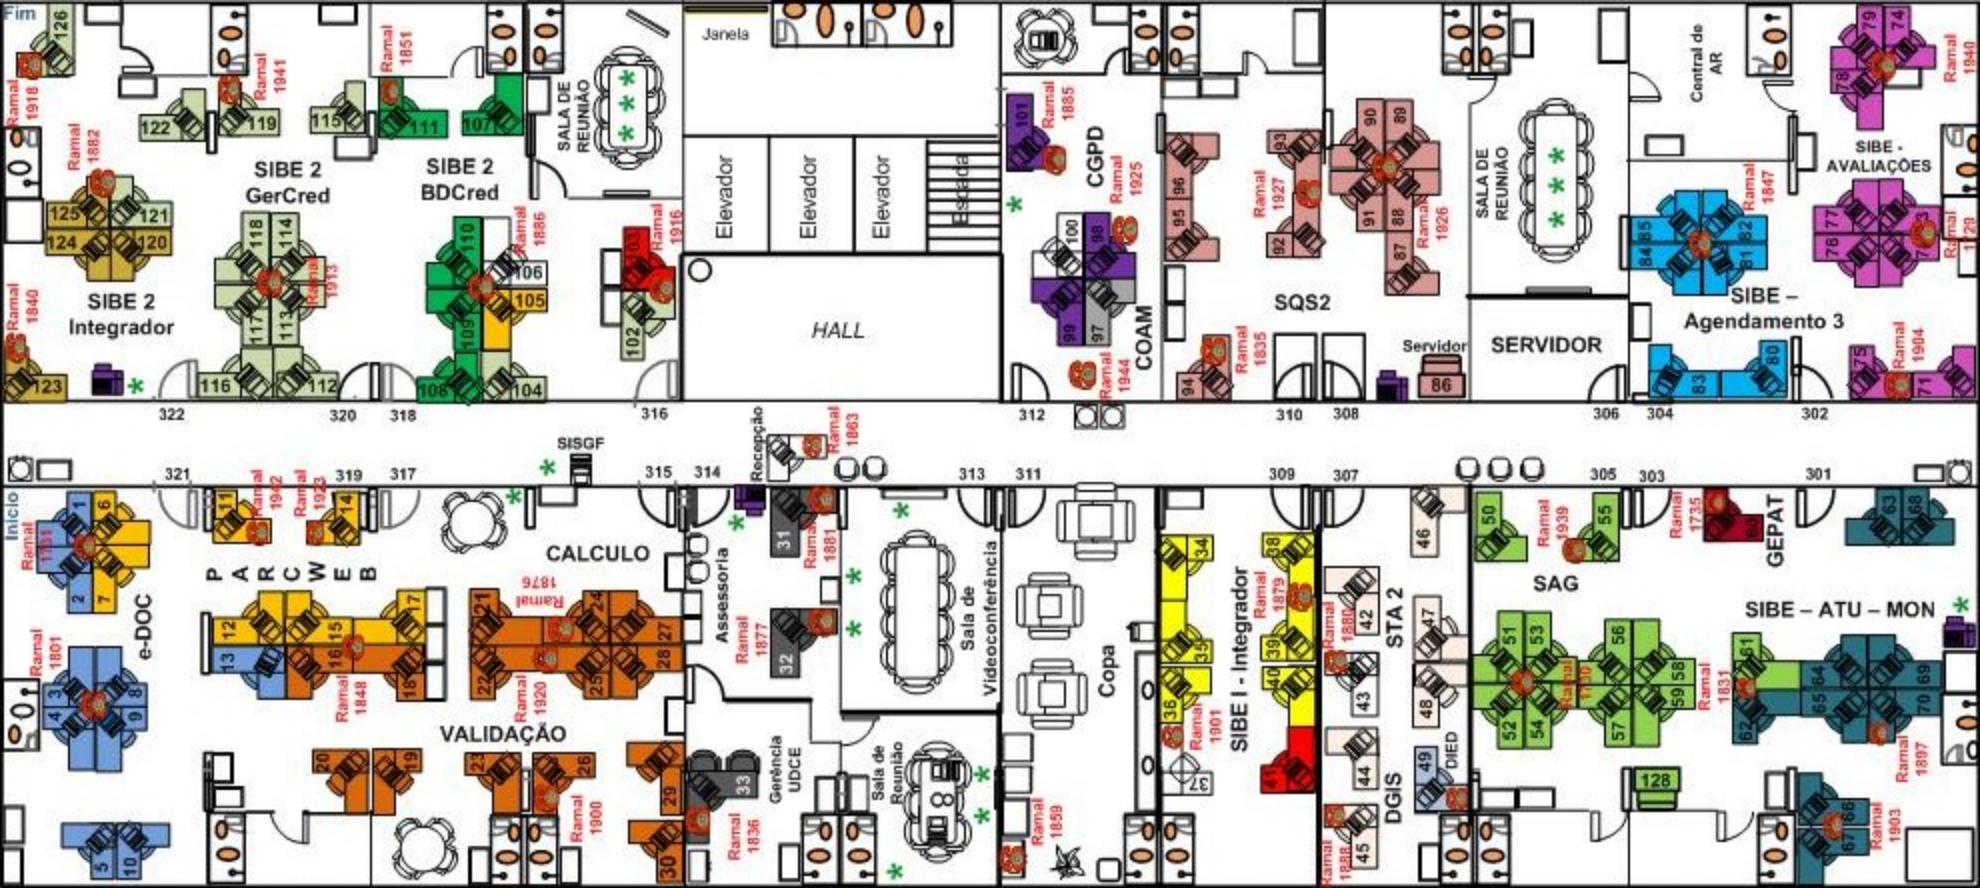 Fim
126
Ramal
1918
Ramal
1882
122
Ramal
1941
119
115
Ramal
1851
111
107
SALA DE
REUNIÃO
*
*
*
Janela
Elevador
Elevador
Elevador
Escada
HALL
SIBE 2
GerCred
SIBE 2
BDCred
125
121
124
120
SIBE 2
Integrador
Ramal
1840
123
*
118
114
Ramal
1913
117
113
116
112
110
Ramal
1886
106
105
109
108
104
Ramal
1916
102
322
320
318
316
101
Ramal
1885
CGPD
*
Ramal
1925
100
98
99
97
COAM
Ramal
1944
312
96
95
93
Ramal
1927
92
90
89
91
88
87
Ramal
1926
SQS2
94
Ramal
1835
Servidor
86
310
308
SALA DE
REUNIÃO
*
*
*
SERVIDOR
306
Central de
AR
79
74
78
Ramal
1940
SIBE -
AVALIAÇÕES
Ramal
1847
85
82
84
81
77
76
SIBE –
Agendamento 3
83
80
75
Ramal
1904
71
304
302
SISGF
*
Recepção
Ramal
1863
321
319
317
315
314
313
311
309
307
305
303
301
Início
1
6
Ramal
2
7
e-DOC
Ramal
1801
3
8
4
9
5
10
11
Ramal
1942
Ramal
1923
14
P A R C W E B
12
15
17
13
16
18
Ramal
1848
*
CALCULO
Ramal
1876
21
24
27
22
25
28
Ramal
1920
VALIDAÇÃO
20
19
23
26
29
30
Ramal
1900
*
31
Ramal
1881
Assessoria
Ramal
1877
32
33
Gerência
UDCE
Ramal
1836
*
*
*
Sala de
Videoconferência
Sala de
Reunião
*
*
*
Copa
Ramal
1859
34
38
35
39
36
40
37
41
Ramal
1879
Ramal
1901
SIBE I - Integrador
46
42
47
STA 2
43
48
44
49
DIED
45
DGIS
Ramal
1888
50
Ramal
1939
55
SAG
51
53
56
58
52
54
57
59
128
Ramal
1735
GEPAT
63
68
SIBE – ATU – MON
*
61
64
69
62
65
70
Ramal
1831
Ramal
1897
66
67
Ramal
1903